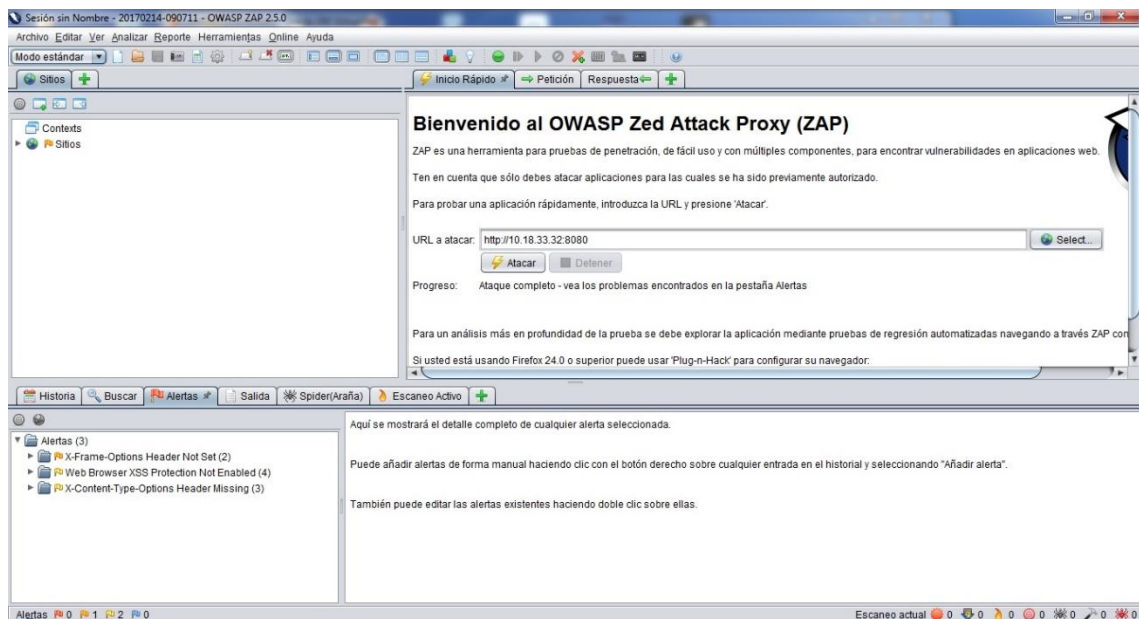 Sesión sin Nombre - 20170214-090711 - OWASP ZAP 2.5.0
Archivo Editar Ver Analizar Reporte Herramientas Online Ayuda
Modo estándar
Sitios
Inicio Rápido
Petición
Respuesta
Contexts
Sitios
Bienvenido al OWASP Zed Attack Proxy (ZAP)
ZAP es una herramienta para pruebas de penetración, de fácil uso y con múltiples componentes, para encontrar vulnerabilidades en aplicaciones web.
Ten en cuenta que sólo debes atacar aplicaciones para las cuales se ha sido previamente autorizado.
Para probar una aplicación rápidamente, introduzca la URL y presione 'Atacar'.
URL a atacar: http://10.18.33.32:8080 Select...
Atacar Detener
Progreso: Ataque completo - vea los problemas encontrados en la pestaña Alertas
Para un análisis más en profundidad de la prueba se debe explorar la aplicación mediante pruebas de regresión automatizadas navegando a través ZAP con
Si usted está usando Firefox 24.0 o superior puede usar 'Plug-n-Hack' para configurar su navegador:
Historia Buscar Alertas Salida Spider(Araña) Escaneo Activo
Alertas (3)
X-Frame-Options Header Not Set (2)
Web Browser XSS Protection Not Enabled (4)
X-Content-Type-Options Header Missing (3)
Aquí se mostrará el detalle completo de cualquier alerta seleccionada.
Puede añadir alertas de forma manual haciendo clic con el botón derecho sobre cualquier entrada en el historial y seleccionando "Añadir alerta".
También puede editar las alertas existentes haciendo doble clic sobre ellas.
Alertas 0 1 2 0
Escaneo actual 0 0 0 0 0 0 0